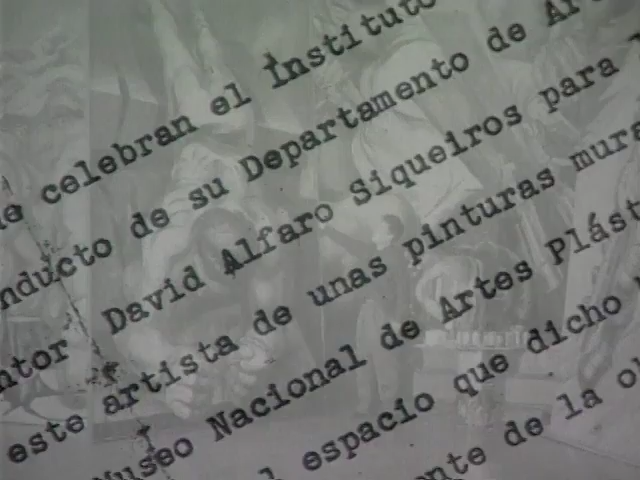 celebran el Instituto
nducto de su Departamento de
ntor David Alfaro Siqueiros para
este artista de unas pinturas mura
Museo Nacional de Artes Plást
espacio que dicho
nte de la